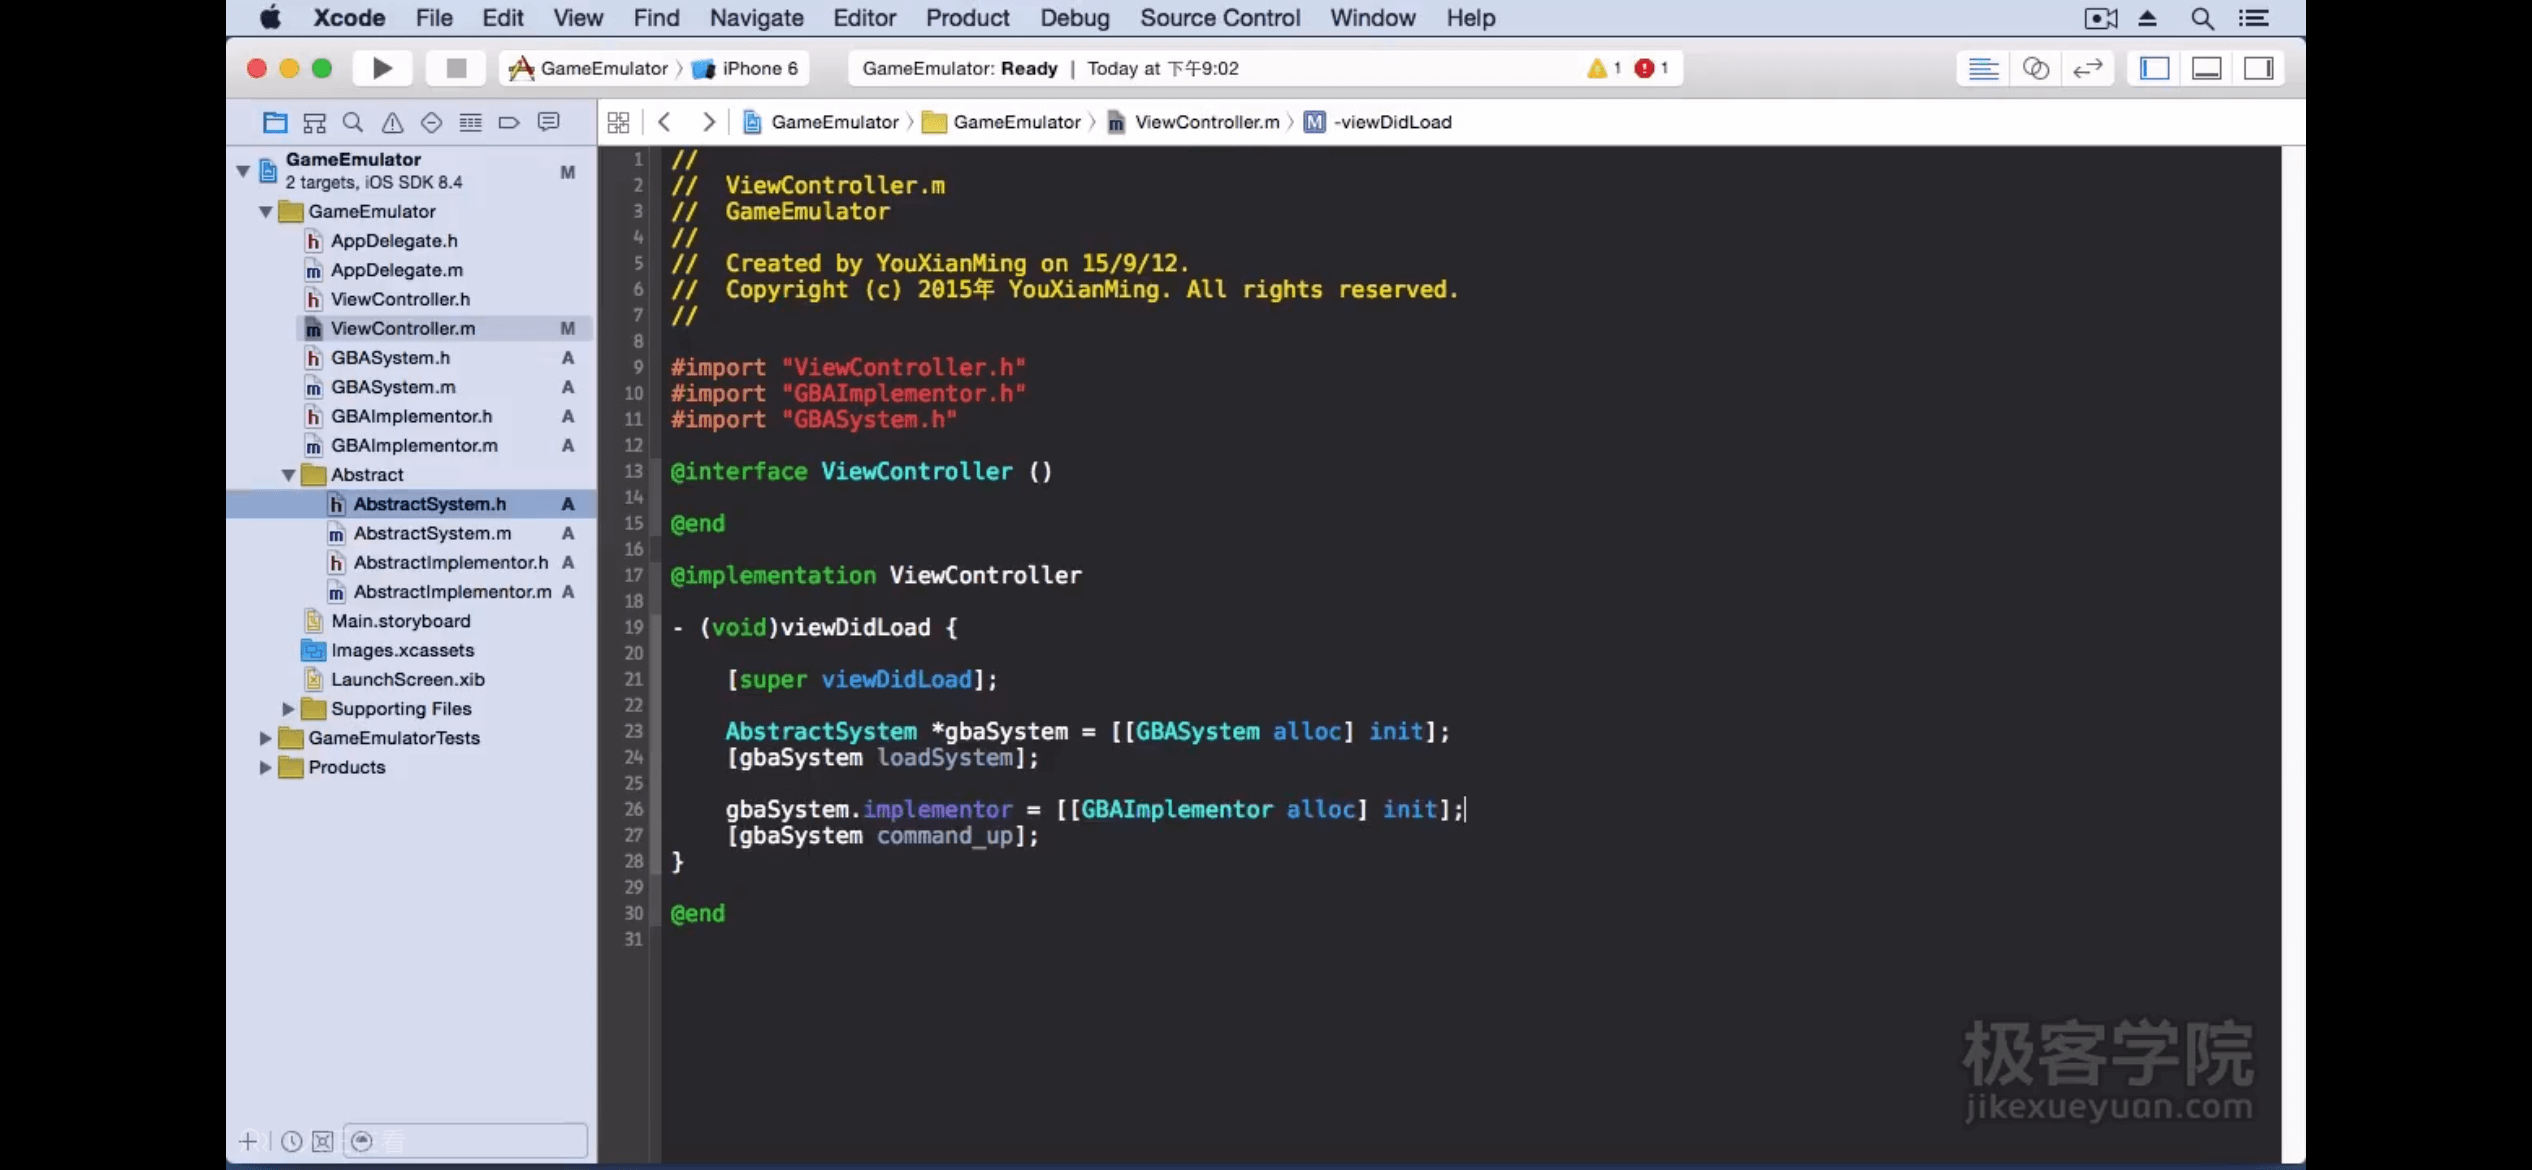 Xcode File Edit View Find Navigate Editor Product Debug Source Control Window Help
GameEmulator iPhone 6 GameEmulator: Ready | Today at 下午9:02 1 1
GameEmulator GameEmulator ViewController.m M -viewDidLoad
GameEmulator
2 targets, iOS SDK 8.4 M
GameEmulator
h AppDelegate.h
m AppDelegate.m
h ViewController.h
m ViewController.m M
h GBASystem.h A
m GBASystem.m A
h GBAImplementor.h A
m GBAImplementor.m A
Abstract
h AbstractSystem.h A
m AbstractSystem.m A
h AbstractImplementor.h A
m AbstractImplementor.m A
Main.storyboard
Images.xcassets
LaunchScreen.xib
Supporting Files
GameEmulatorTests
Products
1 //
2 //  ViewController.m
3 //  GameEmulator
4 //
5 //  Created by YouXianMing on 15/9/12.
6 //  Copyright (c) 2015年 YouXianMing. All rights reserved.
7 //
8
9 #import "ViewController.h"
10 #import "GBAImplementor.h"
11 #import "GBASystem.h"
12
13 @interface ViewController ()
14
15 @end
16
17 @implementation ViewController
18
19 - (void)viewDidLoad {
20
21     [super viewDidLoad];
22
23     AbstractSystem *gbaSystem = [[GBASystem alloc] init];
24     [gbaSystem loadSystem];
25
26     gbaSystem.implementor = [[GBAImplementor alloc] init];
27     [gbaSystem command_up];
28 }
29
30 @end
31
极客学院
jikexueyuan.com